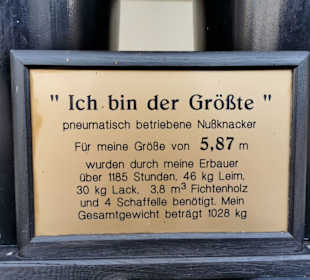 " Ich bin der Größte "
pneumatisch betriebene Nußknacker
Für meine Größe von 5,87 m
wurden durch meine Erbauer
über 1185 Stunden, 46 kg Leim,
30 kg Lack, 3,8 m³ Fichtenholz
und 4 Schaffelle benötigt. Mein
Gesamtgewicht beträgt 1028 kg